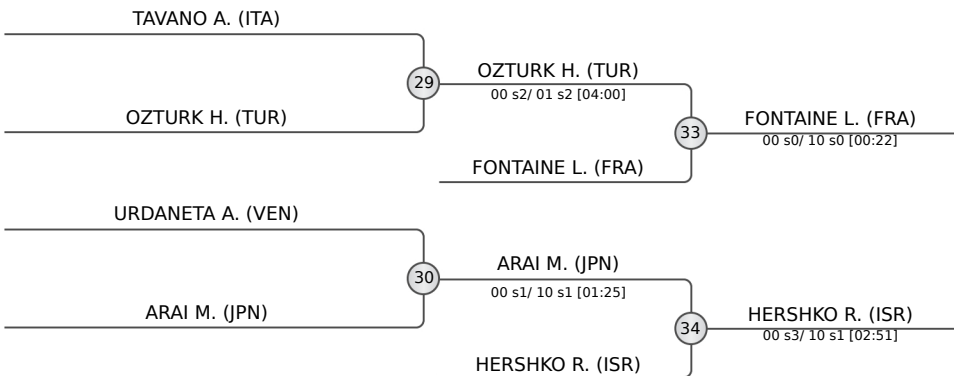 TAVANO A. (ITA)
29
OZTURK H. (TUR)
OZTURK H. (TUR)
00 s2/ 01 s2 [04:00]
33
FONTAINE L. (FRA)
FONTAINE L. (FRA)
00 s0/ 10 s0 [00:22]
URDANETA A. (VEN)
30
ARAI M. (JPN)
ARAI M. (JPN)
00 s1/ 10 s1 [01:25]
34
HERSHKO R. (ISR)
HERSHKO R. (ISR)
00 s3/ 10 s1 [02:51]